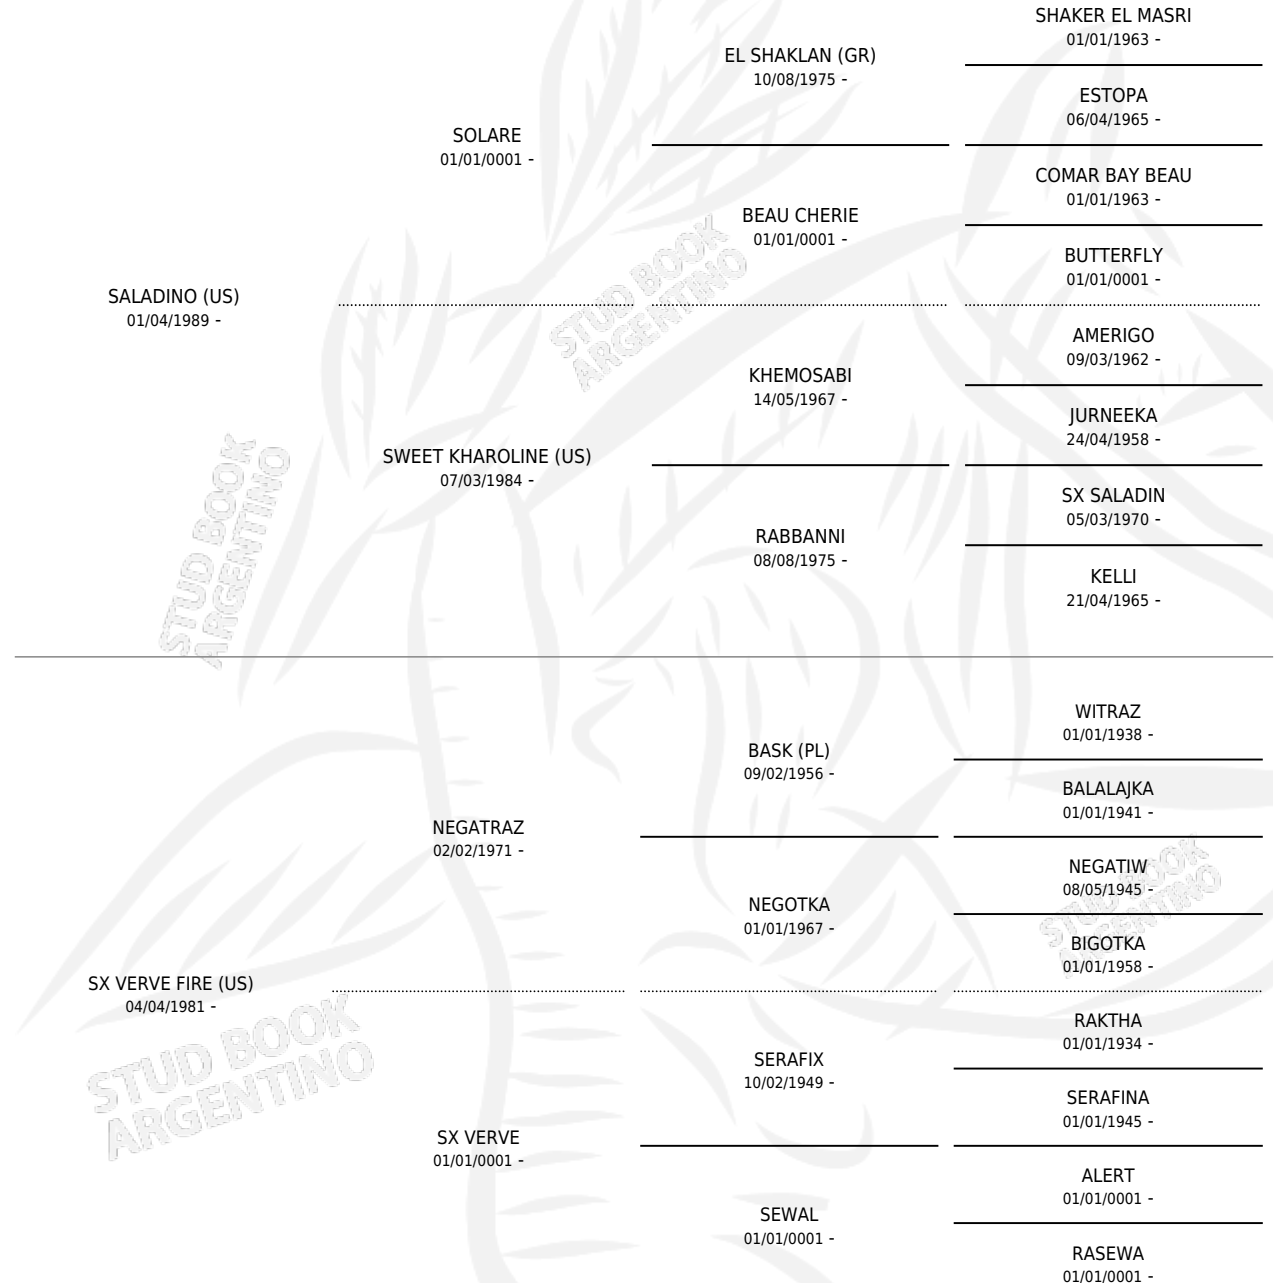 SHAKER EL MASRI
01/01/1963 -
EL SHAKLAN (GR)
10/08/1975 -
ESTOPA
06/04/1965 -
SOLARE
01/01/0001 -
COMAR BAY BEAU
01/01/1963 -
BEAU CHERIE
01/01/0001 -
BUTTERFLY
01/01/0001 -
SALADINO (US)
01/04/1989 -
AMERIGO
09/03/1962 -
KHEMOSABI
14/05/1967 -
JURNEEKA
24/04/1958 -
SWEET KHAROLINE (US)
07/03/1984 -
SX SALADIN
05/03/1970 -
RABBANNI
08/08/1975 -
KELLI
21/04/1965 -
WITRAZ
01/01/1938 -
BASK (PL)
09/02/1956 -
BALALAJKA
01/01/1941 -
NEGATRAZ
02/02/1971 -
NEGATIW
08/05/1945 -
NEGOTKA
01/01/1967 -
BIGOTKA
01/01/1958 -
SX VERVE FIRE (US)
04/04/1981 -
RAKTHA
01/01/1934 -
SERAFIX
10/02/1949 -
SERAFINA
01/01/1945 -
SX VERVE
01/01/0001 -
ALERT
01/01/0001 -
SEWAL
01/01/0001 -
RASEWA
01/01/0001 -
STUD BOOK
ARGENTINO
STUD BOOK
ARGENTINO
STUD BOOK
ARGENTINO
STUD BOOK
ARGENTINO